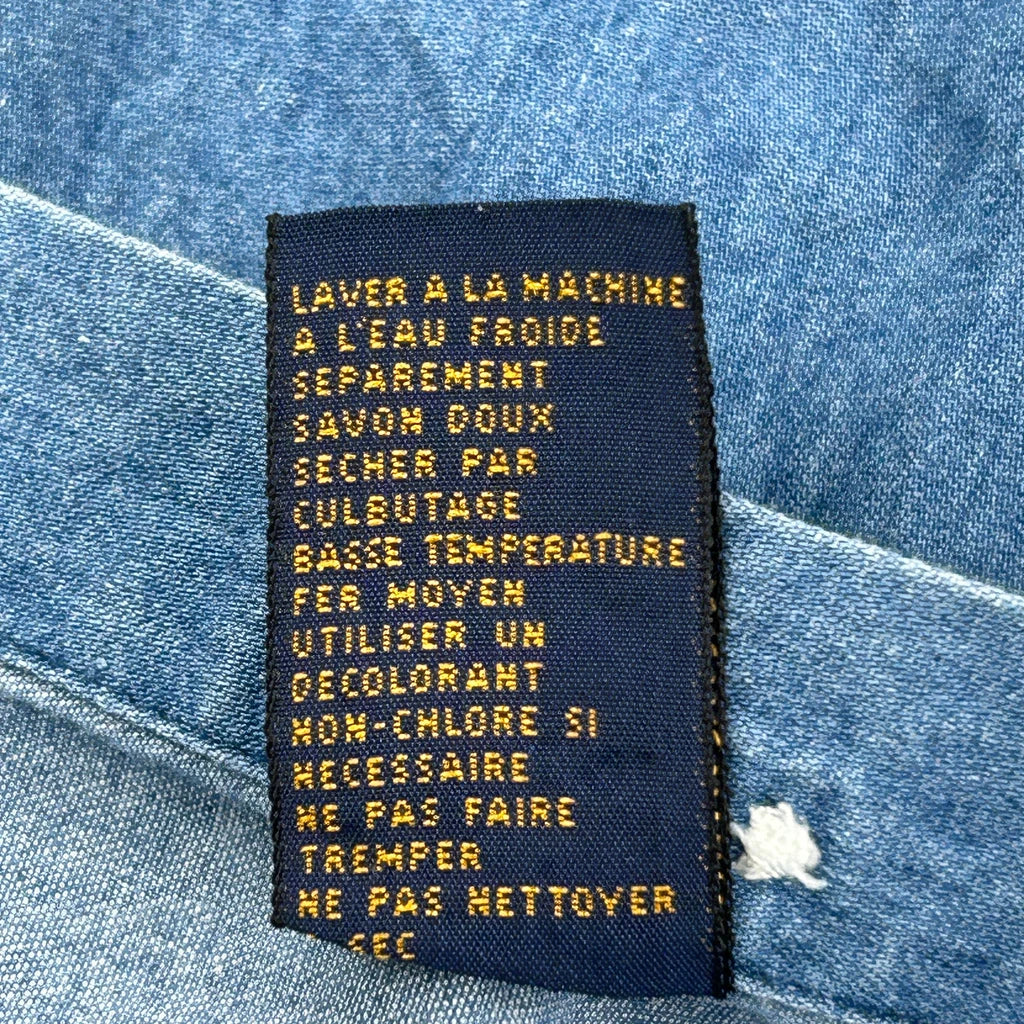 LAVER A LA MACHINE
A L'EAU FROIDE
SEPAREMENT
SAVON DOUX
SECHER PAR
CULBUTAGE
BASSE TEMPERATURE
FER MOYEN
UTILISER UN
DECOLORANT
NON-CHLORE SI
NECESSAIRE
NE PAS FAIRE
TREMPER
NE PAS NETTOYER
SEC